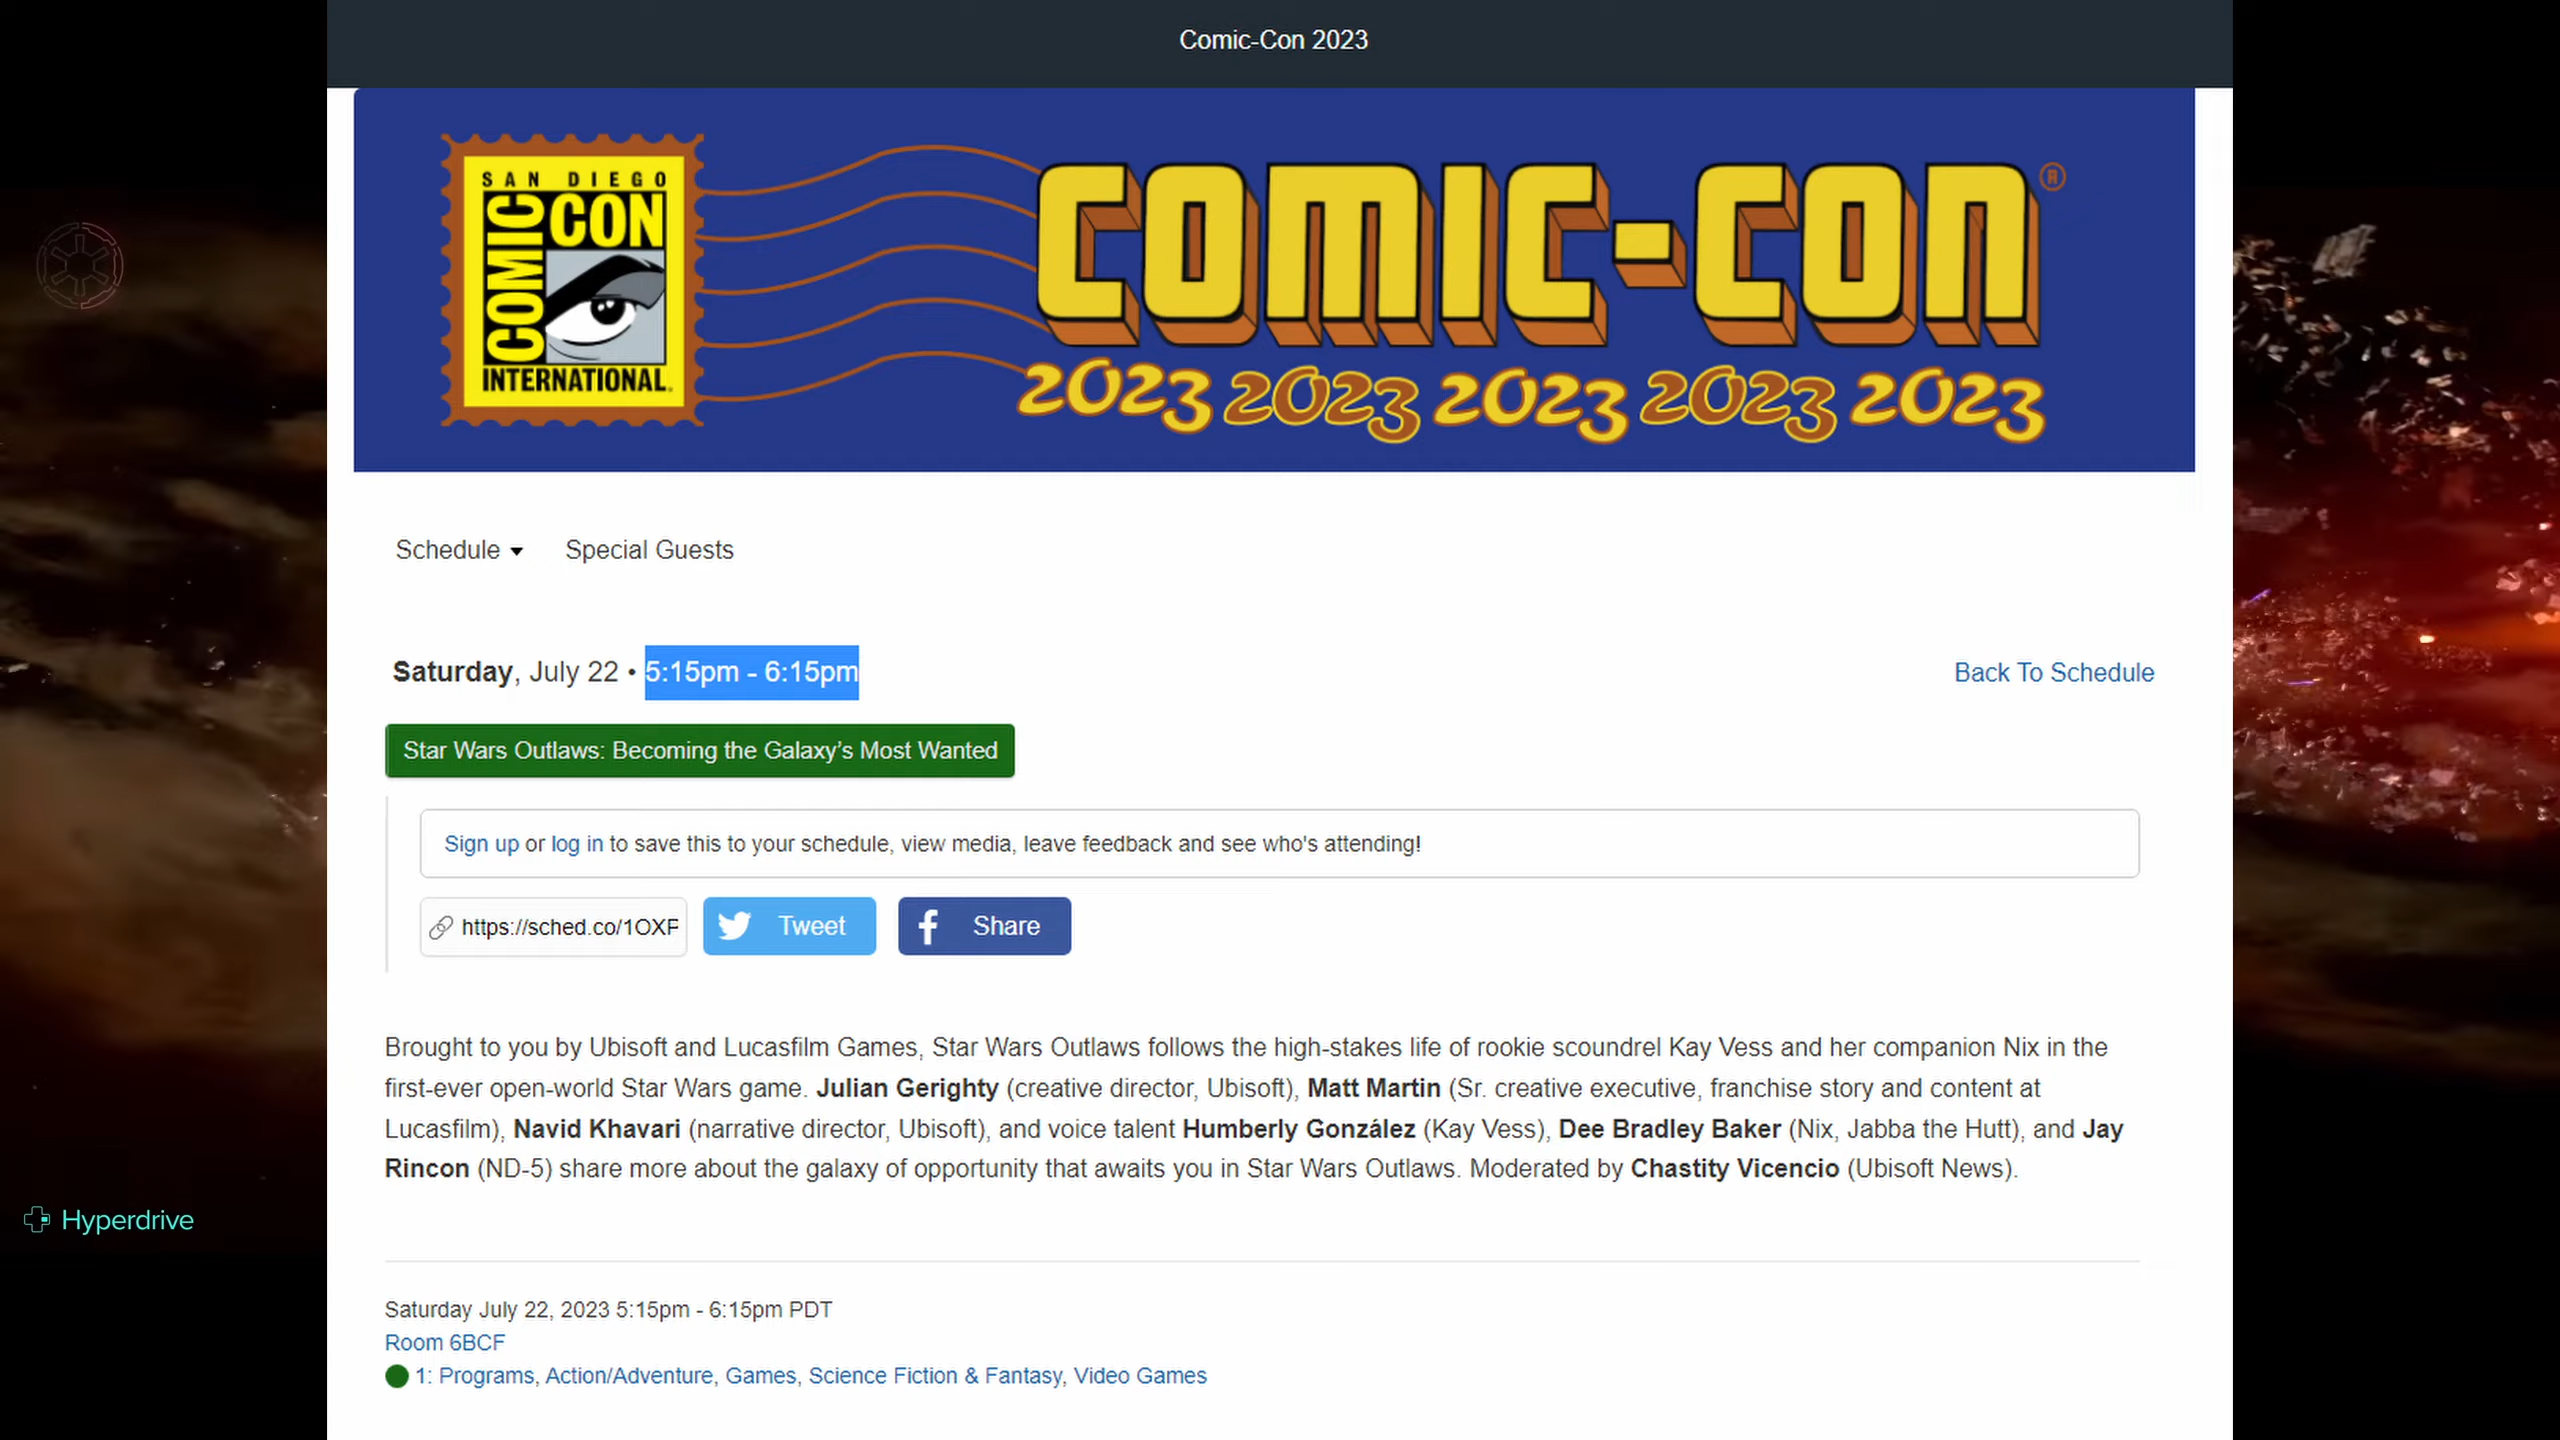 Comic-Con 2023
SAN DIEGO
COMIC
CON
INTERNATIONAL.
COMIC-CON®
2023 2023 2023 2023 2023
Schedule
Special Guests
Saturday, July 22 • 5:15pm - 6:15pm
Back To Schedule
Star Wars Outlaws: Becoming the Galaxy’s Most Wanted
Sign up or log in to save this to your schedule, view media, leave feedback and see who's attending!
https://sched.co/1OXF
Tweet
Share
Brought to you by Ubisoft and Lucasfilm Games, Star Wars Outlaws follows the high-stakes life of rookie scoundrel Kay Vess and her companion Nix in the
first-ever open-world Star Wars game. Julian Gerighty (creative director, Ubisoft), Matt Martin (Sr. creative executive, franchise story and content at
Lucasfilm), Navid Khavari (narrative director, Ubisoft), and voice talent Humberly González (Kay Vess), Dee Bradley Baker (Nix, Jabba the Hutt), and Jay
Rincon (ND-5) share more about the galaxy of opportunity that awaits you in Star Wars Outlaws. Moderated by Chastity Vicencio (Ubisoft News).
Hyperdrive
Saturday July 22, 2023 5:15pm - 6:15pm PDT
Room 6BCF
1: Programs, Action/Adventure, Games, Science Fiction & Fantasy, Video Games